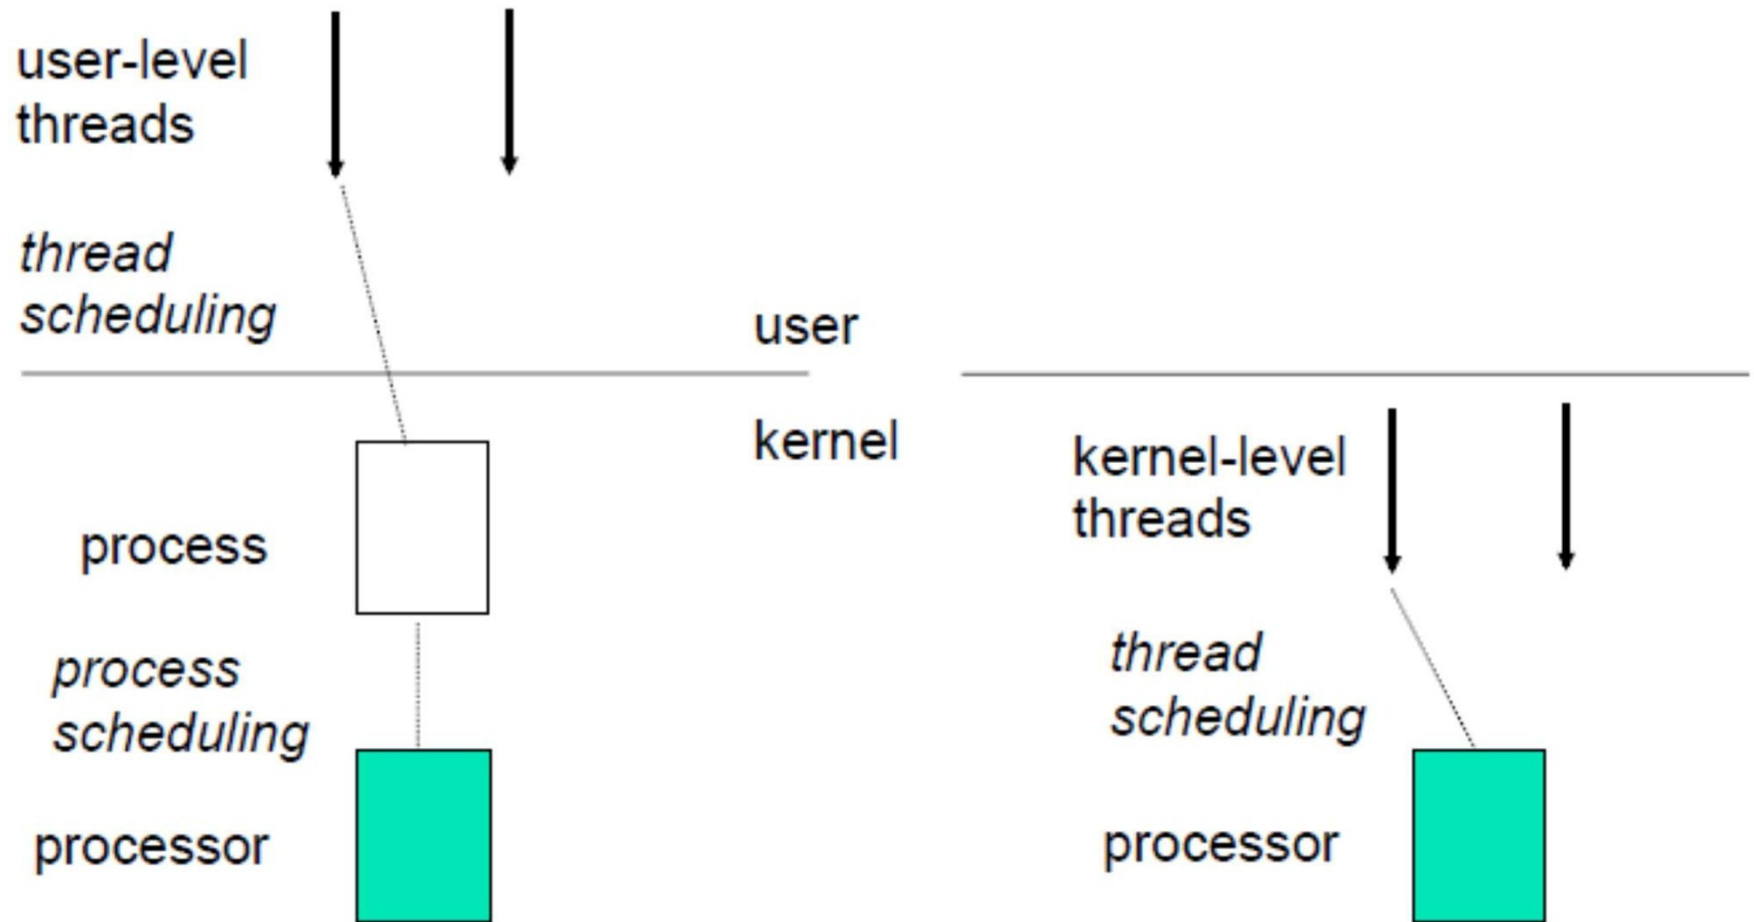 user-level
threads
thread
scheduling
user
kernel
process
process
scheduling
processor
kernel-level
threads
thread
scheduling
processor